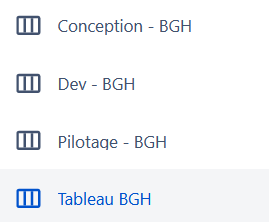 Conception - BGH
Dev - BGH
Pilotage - BGH
Tableau BGH